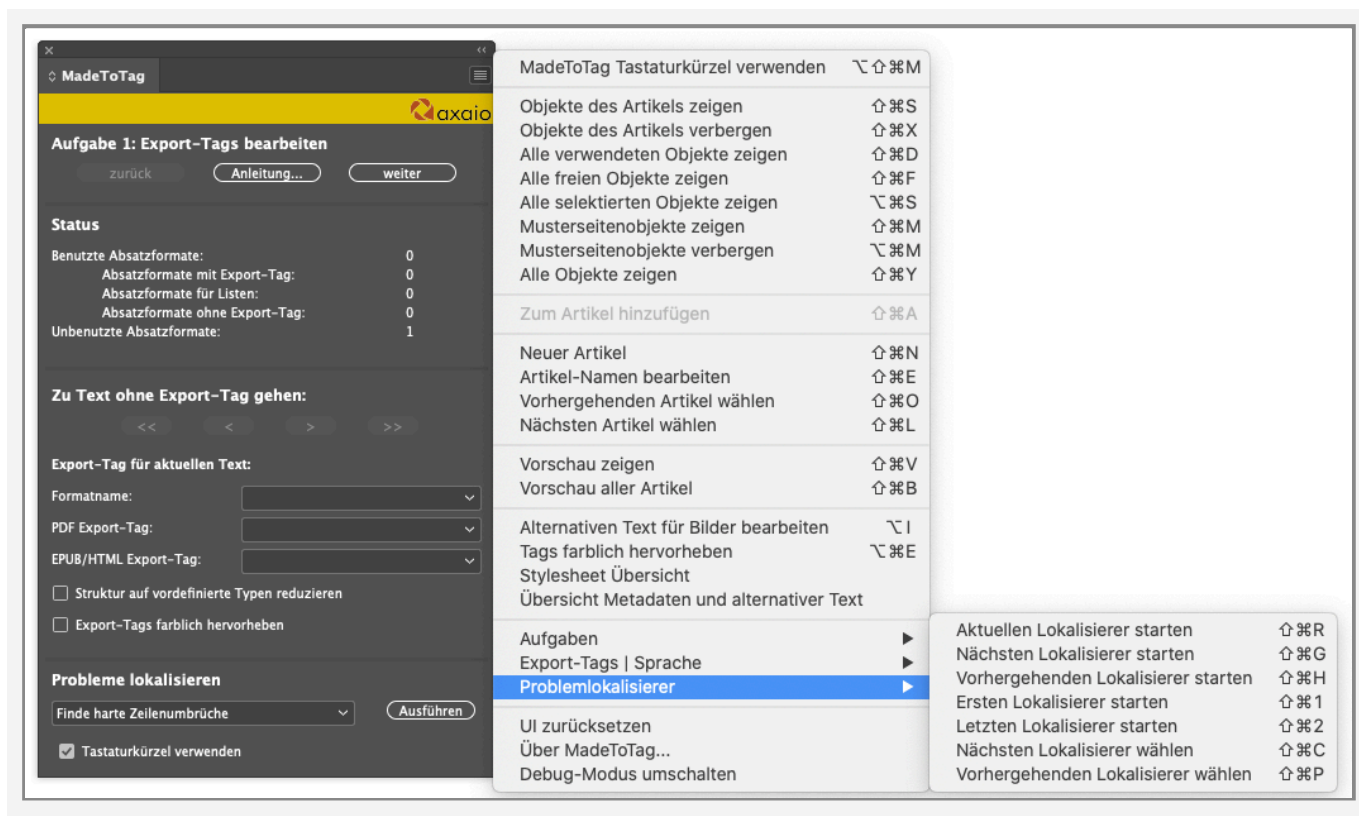 MadeToTag
axaio
Aufgabe 1: Export-Tags bearbeiten
zurück Anleitung... weiter
Status
Benutzte Absatzformate: 0
Absatzformate mit Export-Tag: 0
Absatzformate für Listen: 0
Absatzformate ohne Export-Tag: 0
Unbenutzte Absatzformate: 1
Zu Text ohne Export-Tag gehen:
<< < > >>
Export-Tag für aktuellen Text:
Formatname:
PDF Export-Tag:
EPUB/HTML Export-Tag:
Struktur auf vordefinierte Typen reduzieren
Export-Tags farblich hervorheben
Probleme lokalisieren
Finde harte Zeilenumbrüche Ausführen
Tastaturkürzel verwenden
MadeToTag Tastaturkürzel verwenden ⌥⇧⌘M
Objekte des Artikels zeigen ⇧⌘S
Objekte des Artikels verbergen ⇧⌘X
Alle verwendeten Objekte zeigen ⇧⌘D
Alle freien Objekte zeigen ⇧⌘F
Alle selektierten Objekte zeigen ⌥⌘S
Musterseitenobjekte zeigen ⇧⌘M
Musterseitenobjekte verbergen ⌥⌘M
Alle Objekte zeigen ⇧⌘Y
Zum Artikel hinzufügen ⇧⌘A
Neuer Artikel ⇧⌘N
Artikel-Namen bearbeiten ⇧⌘E
Vorhergehenden Artikel wählen ⇧⌘O
Nächsten Artikel wählen ⇧⌘L
Vorschau zeigen ⇧⌘V
Vorschau aller Artikel ⇧⌘B
Alternativen Text für Bilder bearbeiten ⌥I
Tags farblich hervorheben ⌥⌘E
Stylesheet Übersicht
Übersicht Metadaten und alternativer Text
Aufgaben
Export-Tags | Sprache
Problemlokalisierer
UI zurücksetzen
Über MadeToTag...
Debug-Modus umschalten
Aktuellen Lokalisierer starten ⇧⌘R
Nächsten Lokalisierer starten ⇧⌘G
Vorhergehenden Lokalisierer starten ⇧⌘H
Ersten Lokalisierer starten ⇧⌘1
Letzten Lokalisierer starten ⇧⌘2
Nächsten Lokalisierer wählen ⇧⌘C
Vorhergehenden Lokalisierer wählen ⇧⌘P